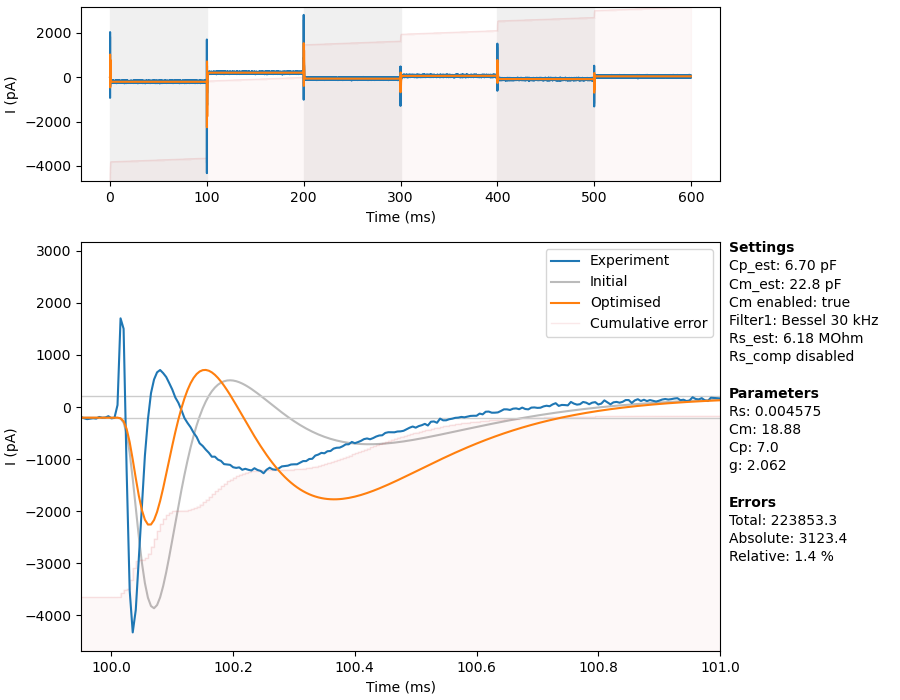 2000
0
−2000
−4000
I (pA)
0 100 200 300 400 500 600
Time (ms)
3000
2000
1000
0
−1000
−2000
−3000
−4000
I (pA)
100.0 100.2 100.4 100.6 100.8 101.0
Time (ms)
Experiment
Initial
Optimised
Cumulative error
Settings
Cp_est: 6.70 pF
Cm_est: 22.8 pF
Cm enabled: true
Filter1: Bessel 30 kHz
Rs_est: 6.18 MOhm
Rs_comp disabled
Parameters
Rs: 0.004575
Cm: 18.88
Cp: 7.0
g: 2.062
Errors
Total: 223853.3
Absolute: 3123.4
Relative: 1.4 %